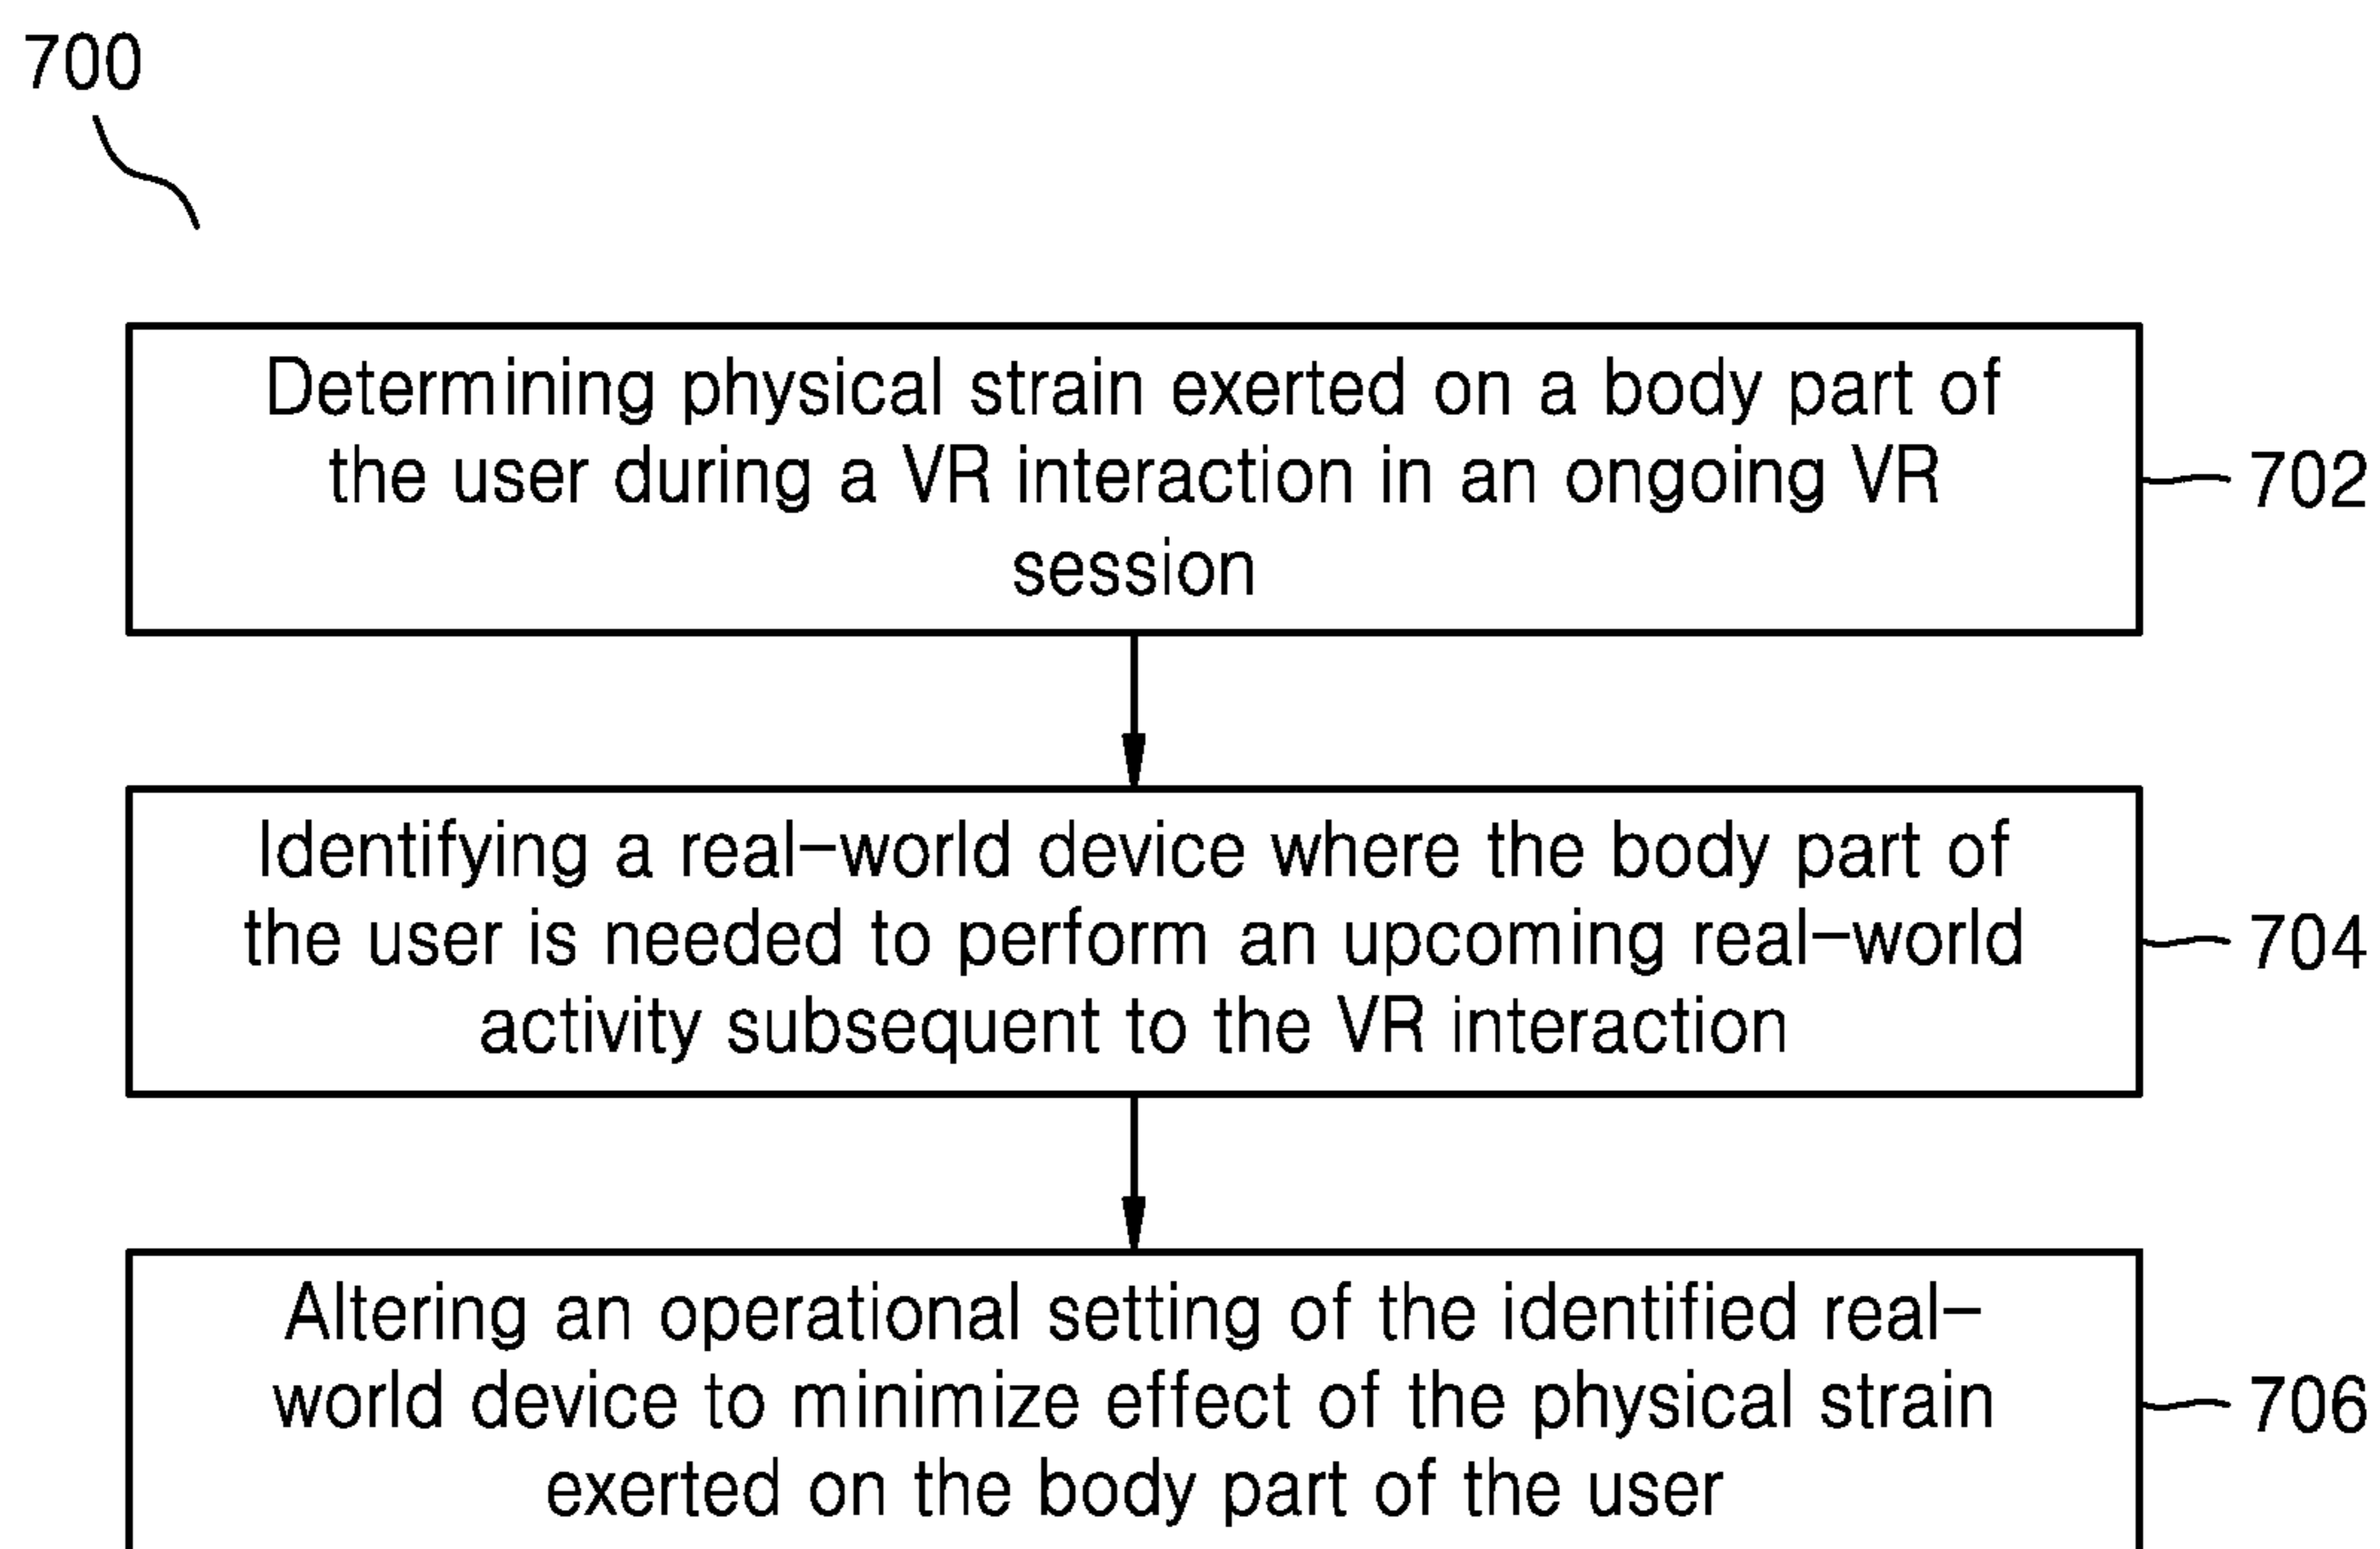 700
Determining physical strain exerted on a body part of
the user during a VR interaction in an ongoing VR
session
702
Identifying a real-world device where the body part of
the user is needed to perform an upcoming real-world
activity subsequent to the VR interaction
704
Altering an operational setting of the identified real-
world device to minimize effect of the physical strain
exerted on the body part of the user
706